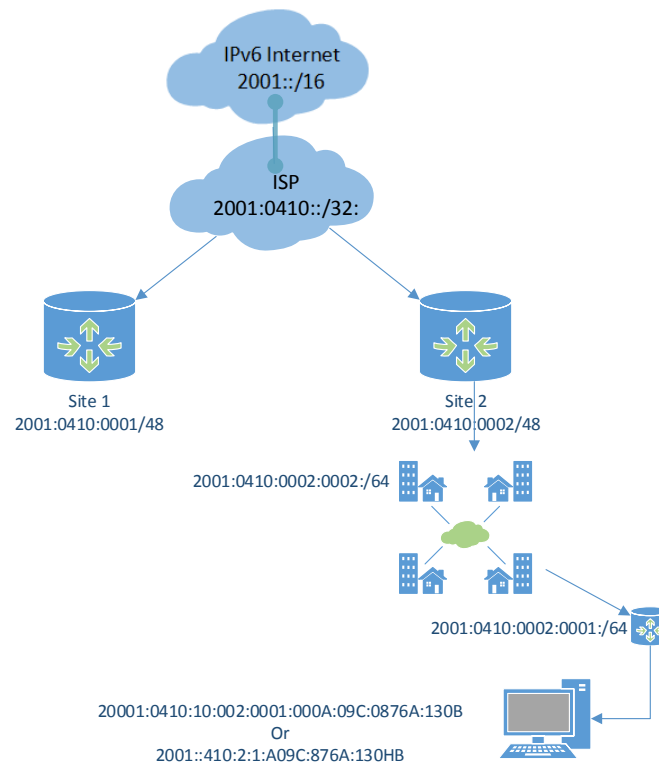 IPv6 Internet
2001::/16
ISP
2001:0410::/32:
Site 1
2001:0410:0001/48
Site 2
2001:0410:0002/48
2001:0410:0002:0002:/64
2001:0410:0002:0001:/64
20001:0410:10:002:0001:000A:09C:0876A:130B
Or
2001::410:2:1:A09C:876A:130HB